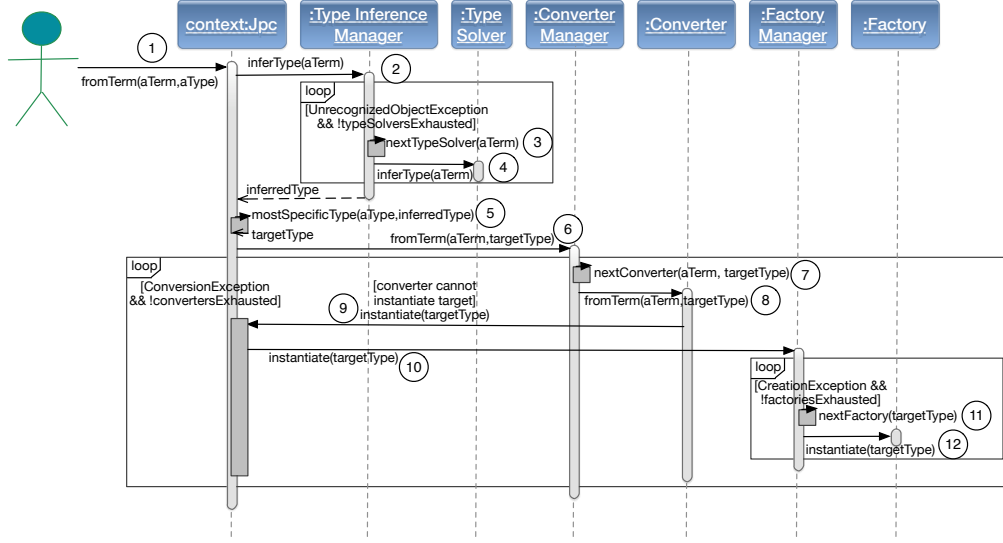 context:Jpc
:Type Inference
Manager
:Type
Solver
:Converter
Manager
:Converter
:Factory
Manager
:Factory
1
fromTerm(aTerm,aType)
inferType(aTerm)
2
loop
[UnrecognizedObjectException
&& !typeSolversExhausted]
nextTypeSolver(aTerm)
3
inferType(aTerm)
4
inferredType
mostSpecificType(aType,inferredType)
5
targetType
fromTerm(aTerm,targetType)
6
loop
[ConversionException
&& !convertersExhausted]
nextConverter(aTerm, targetType)
7
fromTerm(aTerm,targetType)
8
[converter cannot
instantiate target]
9
instantiate(targetType)
instantiate(targetType)
10
loop
[CreationException &&
!factoriesExhausted]
nextFactory(targetType)
11
instantiate(targetType)
12